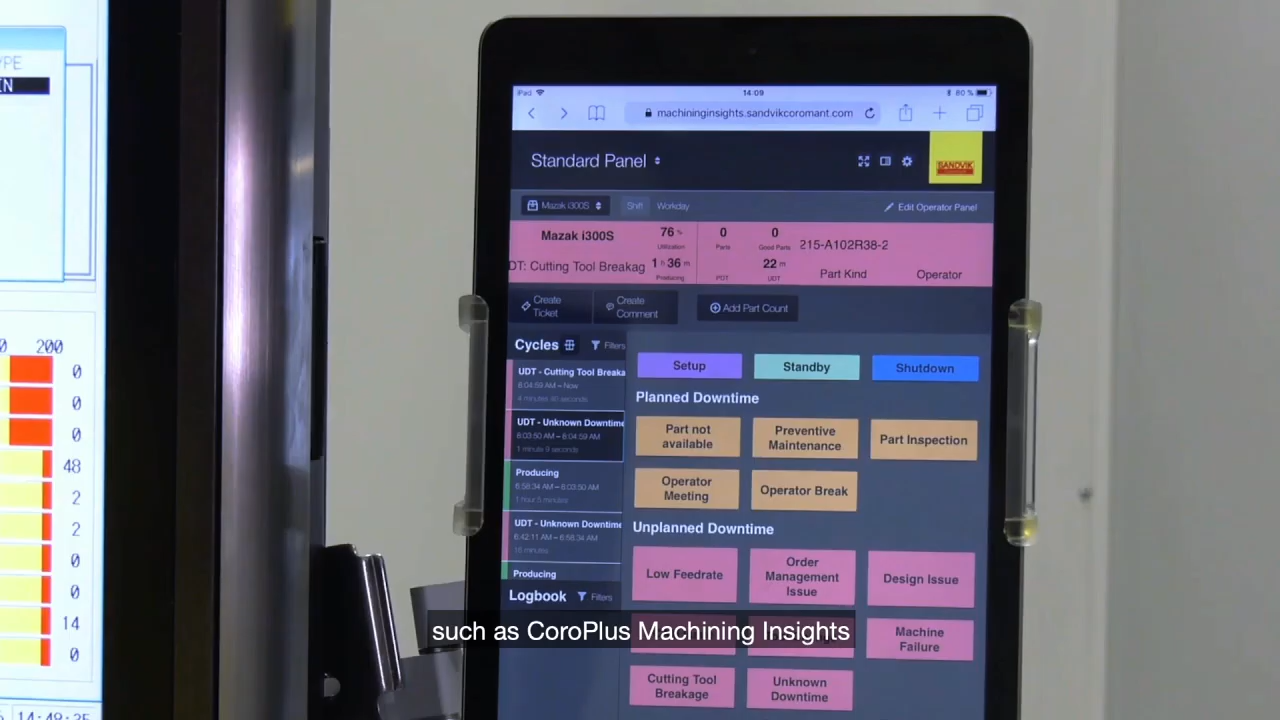 YPE
IN
0 200
0
0
0
48
2
2
0
0
14
0
14:49:35
iPad 14:09 80 %
machininginsights.sandvikcoromant.com
Standard Panel
SANDVIK
Mazak i300S Shift Workday Edit Operator Panel
Mazak i300S 76 % 0 0 215-A102R38-2
Utilization Parts Good Parts
DT: Cutting Tool Breakag 1 h 36 m 22 m Part Kind Operator
Producing PDT UDT
Create Ticket
Create Comment
Add Part Count
Cycles Filters
UDT - Cutting Tool Breaka
6:04:59 AM – Now
UDT - Unknown Downtime
6:03:50 AM – 6:04:59 AM
1 minute 9 seconds
Producing
6:58:34 AM – 6:03:50 AM
1 hour 5 minutes
UDT - Unknown Downtime
6:42:11 AM – 6:58:34 AM
16 minutes
Producing
Logbook Filters
Setup Standby Shutdown
Planned Downtime
Part not available
Preventive Maintenance
Part Inspection
Operator Meeting
Operator Break
Unplanned Downtime
Low Feedrate
Order Management Issue
Design Issue
Machine Failure
Cutting Tool Breakage
Unknown Downtime
such as CoroPlus Machining Insights